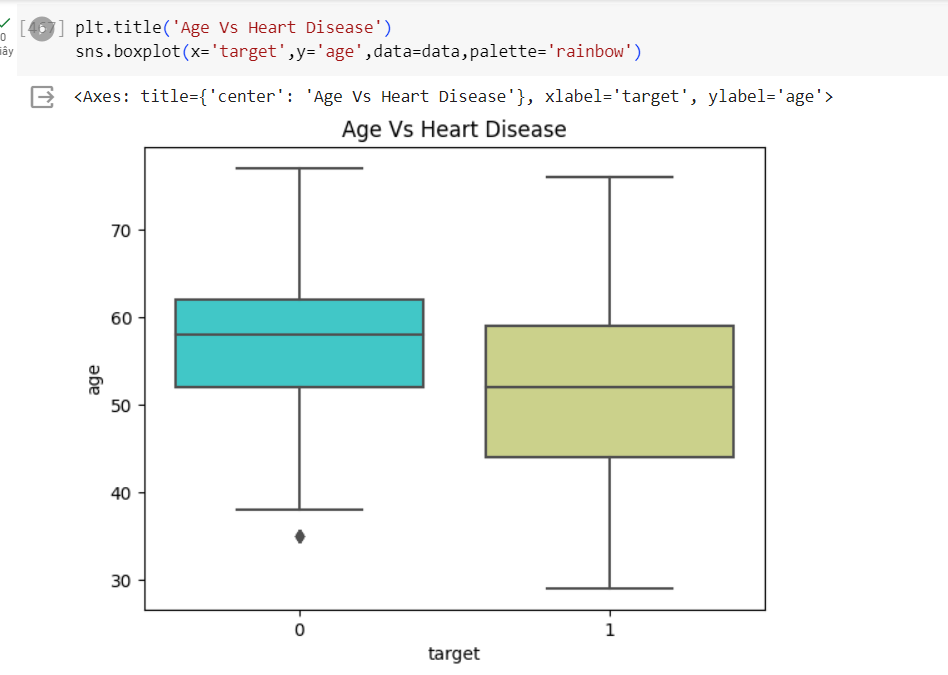 plt.title('Age Vs Heart Disease')
0
sns.boxplot(x='target',y='age',data=data,palette='rainbow')
<Axes: title={'center': 'Age Vs Heart Disease'}, xlabel='target', ylabel='age'>
Age Vs Heart Disease
70
60
50
40
30
age
0 1
target